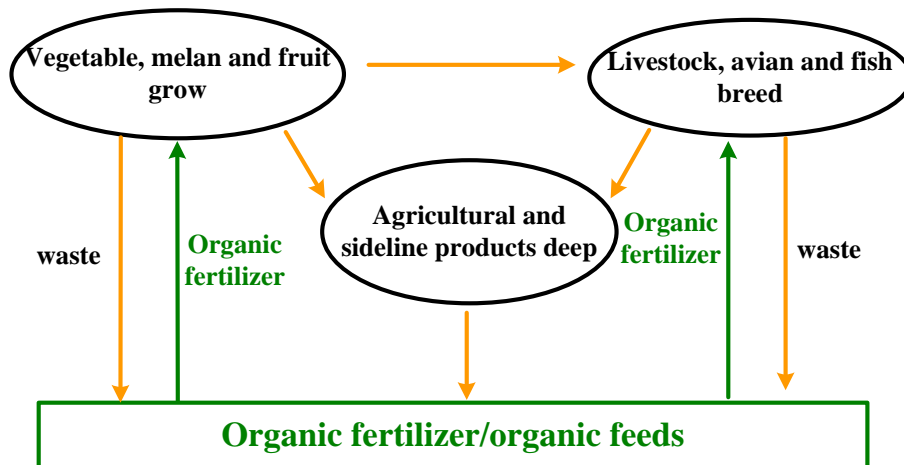 Vegetable, melan and fruit
grow
Livestock, avian and fish
breed
Agricultural and
sideline products deep
waste
Organic
fertilizer
Organic
fertilizer
waste
Organic fertilizer/organic feeds